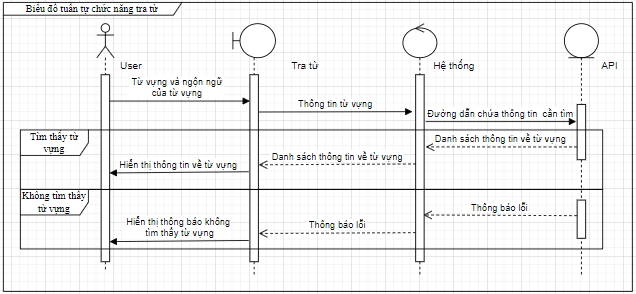 Biểu đồ tuần tự chức năng tra từ
User
Tra từ
Hệ thống
API
Từ vựng và ngôn ngữ
của từ vựng
Thông tin từ vựng
Đường dẫn chứa thông tin cần tìm
Tìm thấy từ
vựng
Danh sách thông tin về từ vựng
Danh sách thông tin về từ vựng
Hiển thị thông tin về từ vựng
Không tìm thấy
từ vựng
Thông báo lỗi
Thông báo lỗi
Hiển thị thông báo không
tìm thấy từ vựng